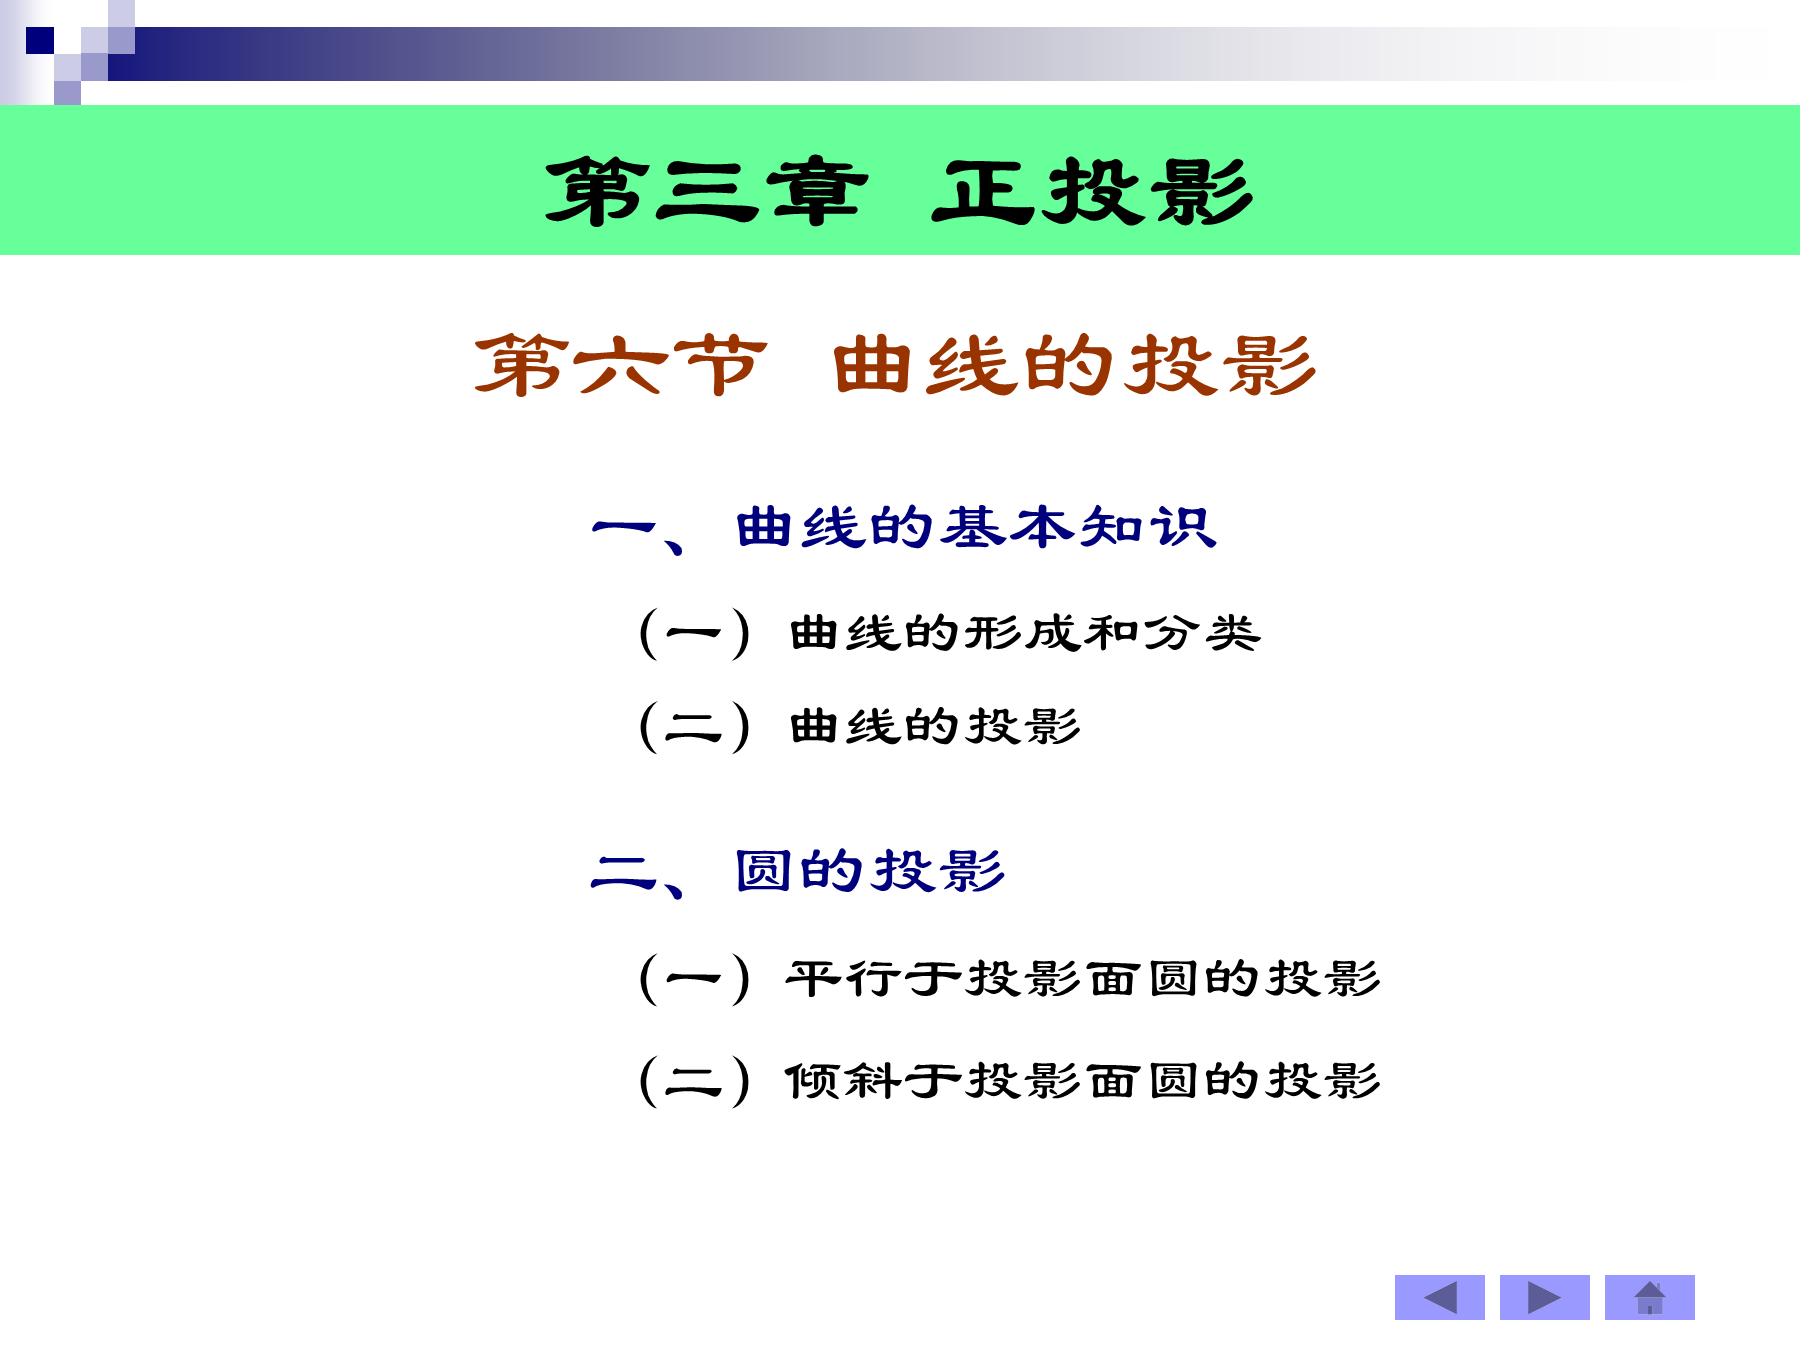 第三章 正投影
第六节 曲线的投影
一、曲线的基本知识
（一）曲线的形成和分类
（二）曲线的投影
二、圆的投影
（一）平行于投影面圆的投影
（二）倾斜于投影面圆的投影